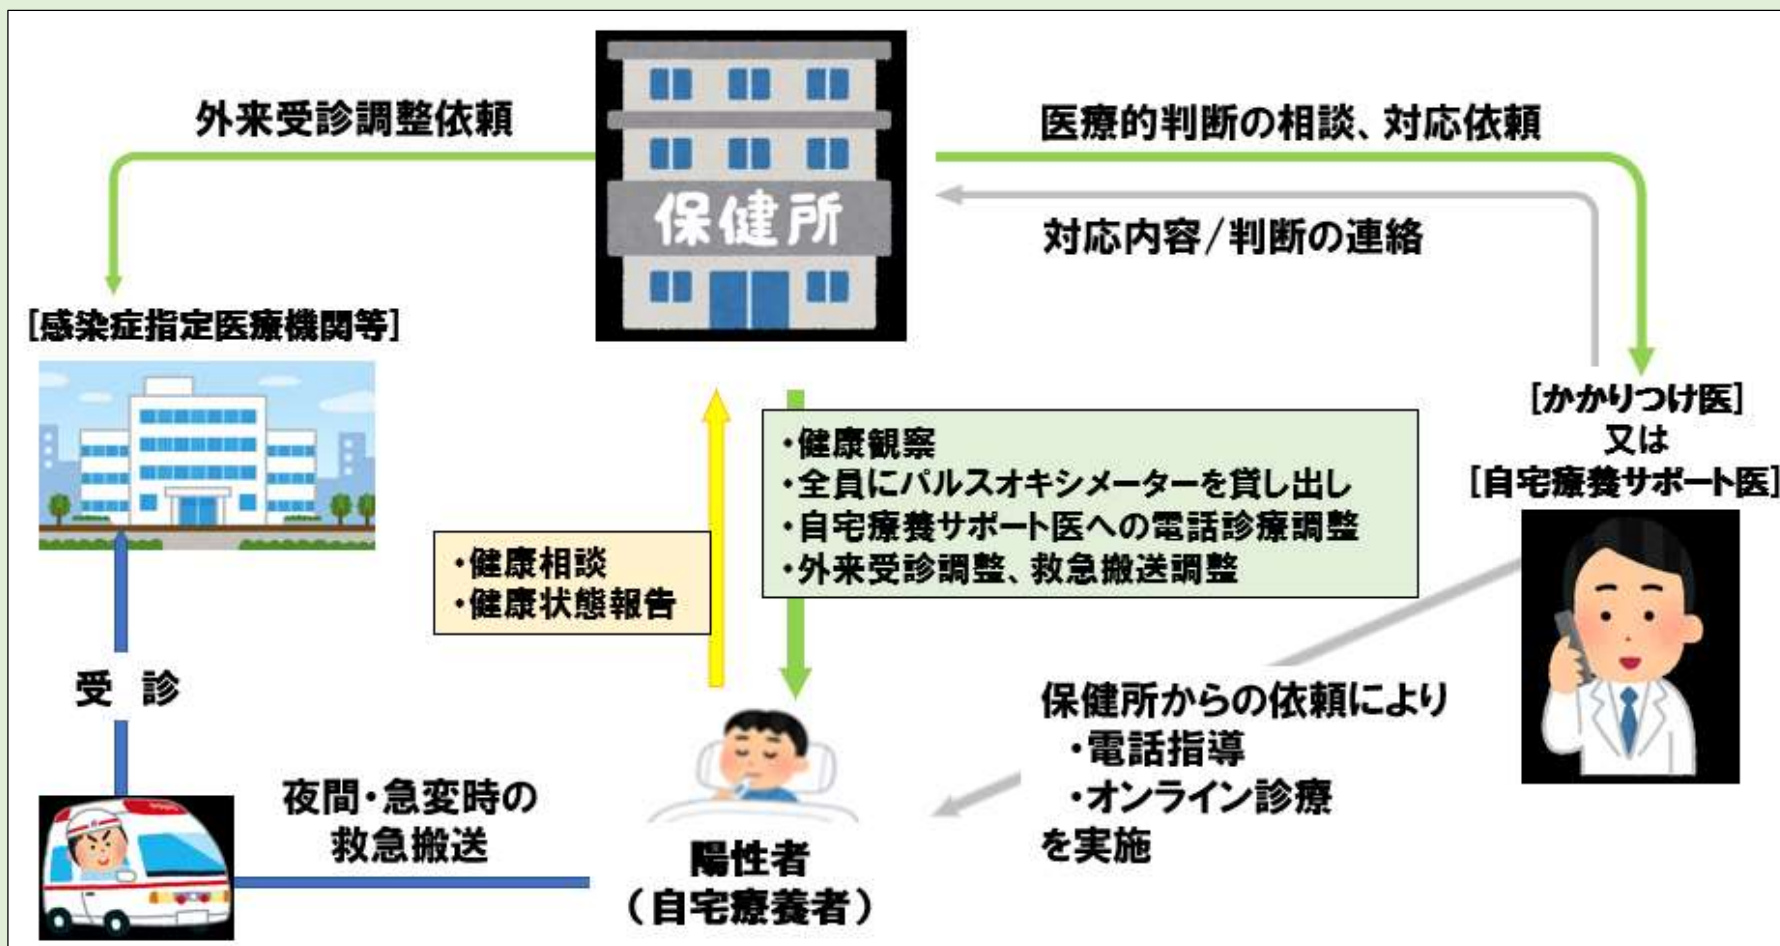 外来受診調整依頼
保健所
医療的判断の相談、対応依頼
対応内容/判断の連絡
[感染症指定医療機関等]
[かかりつけ医]
又は
[自宅療養サポート医]
・健康観察
・全員にパルスオキシメーターを貸し出し
・自宅療養サポート医への電話診療調整
・外来受診調整、救急搬送調整
・健康相談
・健康状態報告
受 診
保健所からの依頼により
・電話指導
・オンライン診療
を実施
夜間・急変時の
救急搬送
陽性者
(自宅療養者)